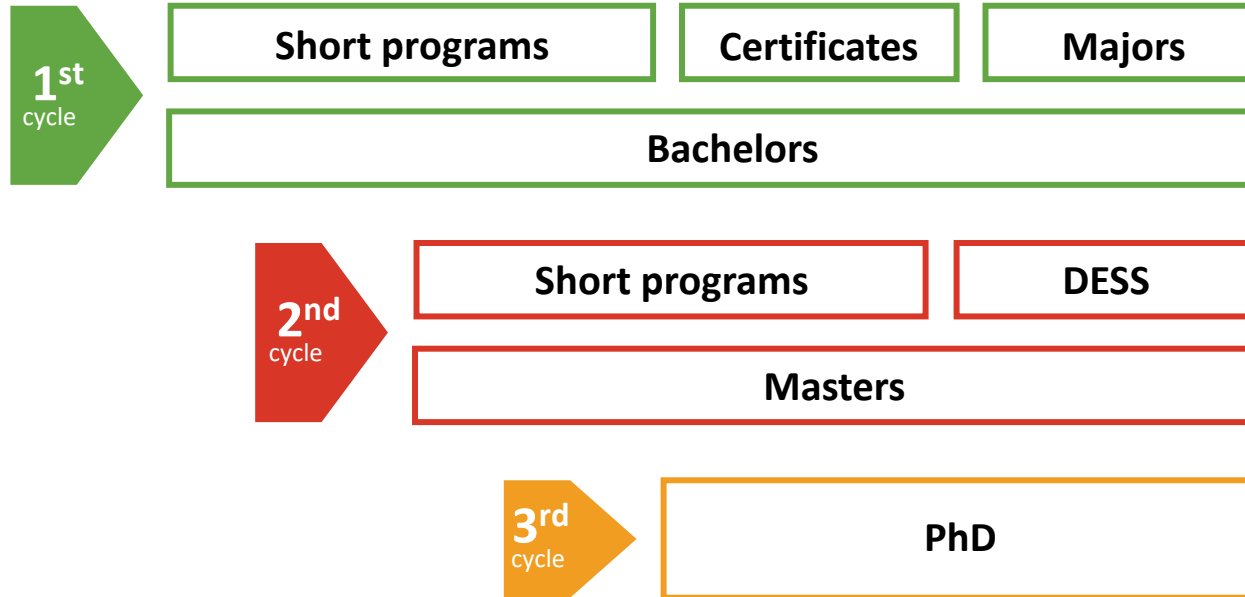 1st
cycle
Short programs
Certificates
Majors
Bachelors
2nd
cycle
Short programs
DESS
Masters
3rd
cycle
PhD